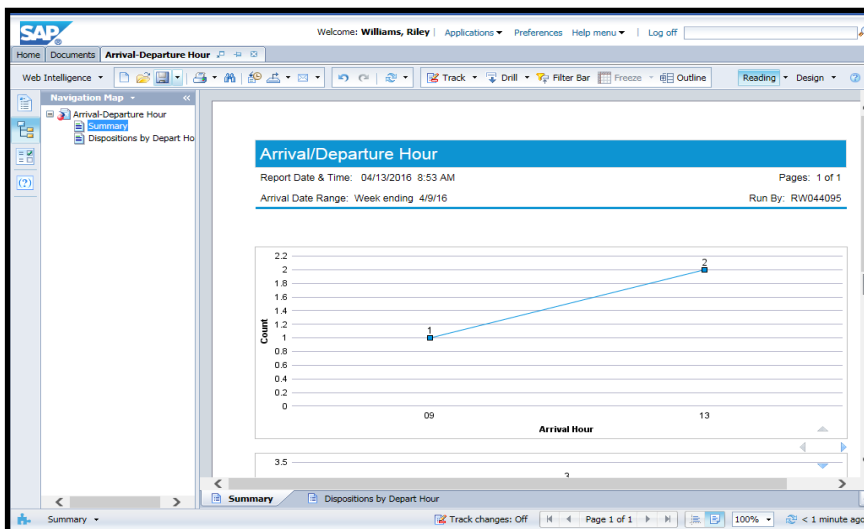 SAP
Welcome: Williams, Riley | Applications Preferences Help menu | Log off
Home Documents Arrival-Departure Hour
Web Intelligence Track Drill Filter Bar Freeze Outline Reading Design
Navigation Map
Arrival-Departure Hour
Summary
Dispositions by Depart Ho
Arrival/Departure Hour
Report Date & Time: 04/13/2016 8:53 AM Pages: 1 of 1
Arrival Date Range: Week ending 4/9/16 Run By: RW044095
2.2
2
1.8
1.6
1.4
1.2
1
0.8
0.6
0.4
0.2
0
Count
1
2
09 13
Arrival Hour
3.5
3
Summary Dispositions by Depart Hour
Summary Track changes: Off Page 1 of 1 100% < 1 minute ago